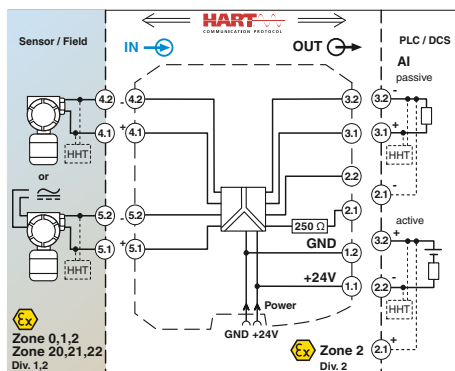 Sensor / Field
HART
COMMUNICATION PROTOCOL
PLC / DCS
IN
OUT
AI
passive
4.2
-
4.2
3.2
3.2
-
4.1
+
4.1
3.1
3.1
+
HHT
HHT
2.2
or
2.1
2.1
-
250 Ω
5.2
-
5.2
active
GND
1.2
3.2
+
5.1
+
5.1
+24V
1.1
2.2
-
HHT
HHT
Power
GND +24V
Ex
Zone 0,1,2
Zone 20,21,22
Div. 1,2
Ex
Zone 2
Div. 2
2.1
+